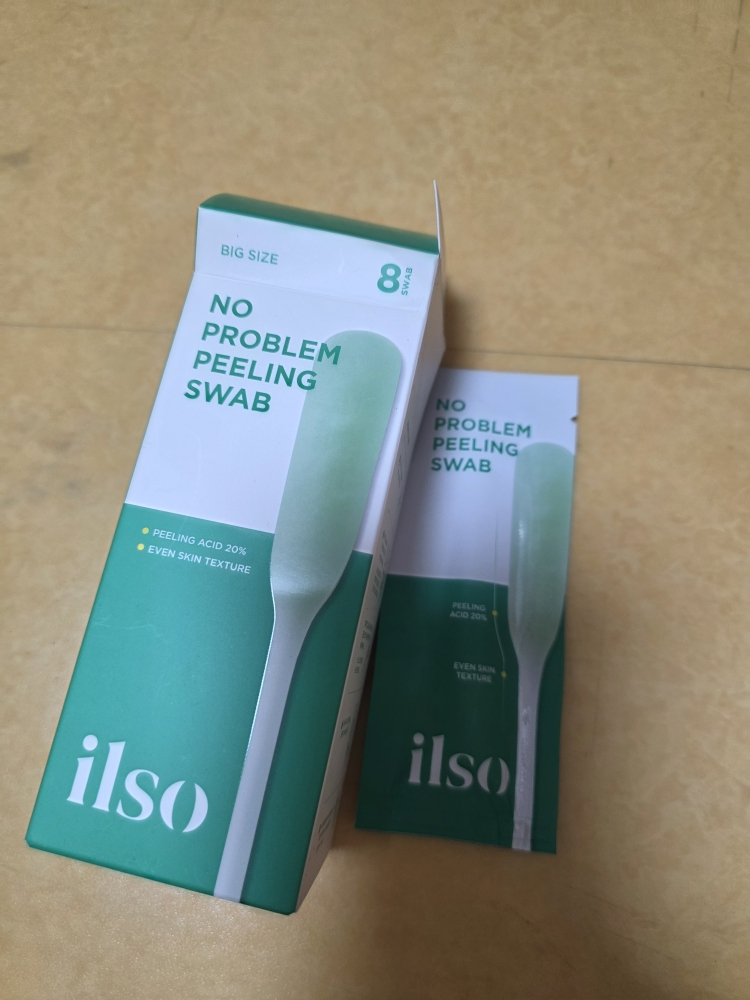 BIG SIZE
8 SWAB
NO
PROBLEM
PEELING
SWAB
PEELING ACID 20%
EVEN SKIN TEXTURE
ilso
NO
PROBLEM
PEELING
SWAB
PEELING
ACID 20%
EVEN SKIN
TEXTURE
ilso